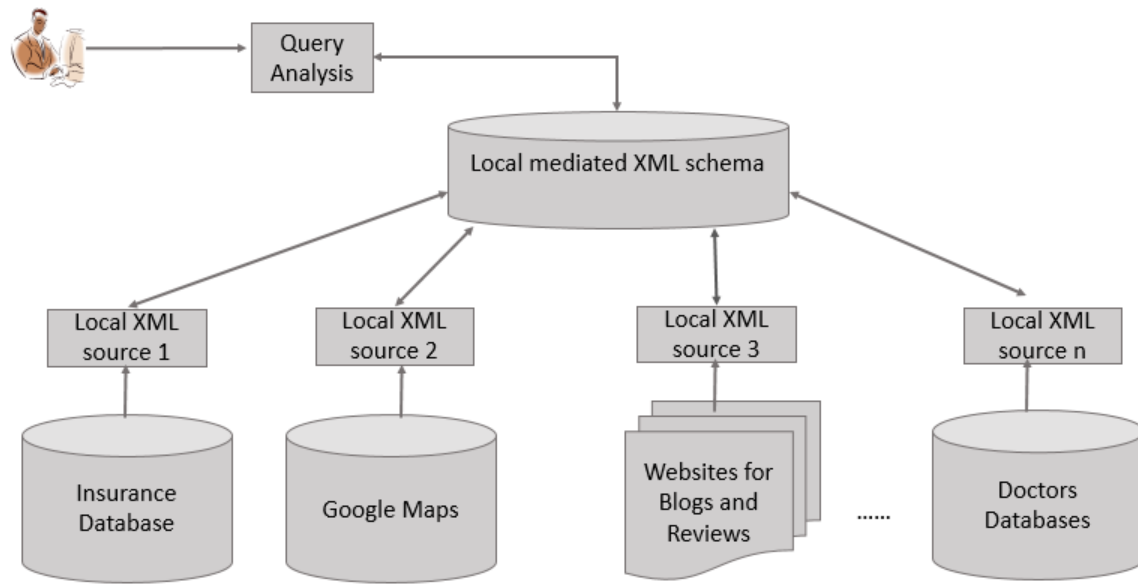 Query
Analysis
Local mediated XML schema
Local XML
source 1
Local XML
source 2
Local XML
source 3
Local XML
source n
Insurance
Database
Google Maps
Websites for
Blogs and
Reviews
......
Doctors
Databases